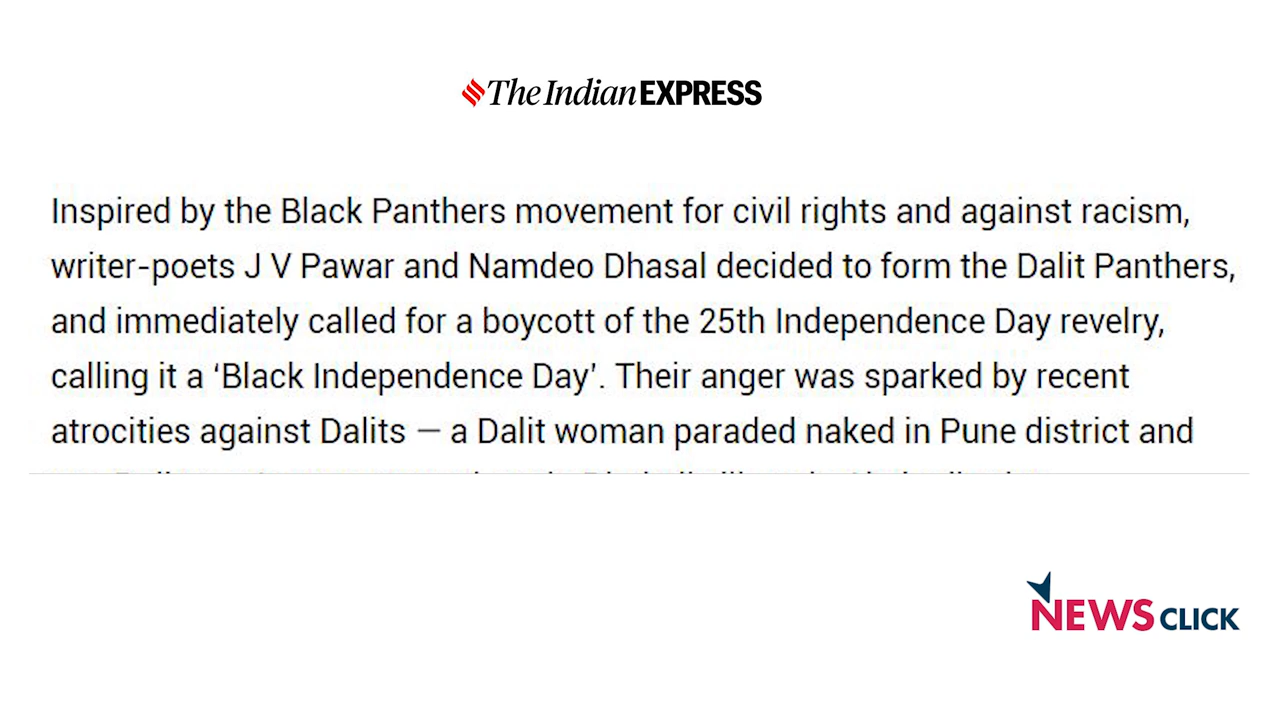 The Indian EXPRESS
Inspired by the Black Panthers movement for civil rights and against racism,
writer-poets J V Pawar and Namdeo Dhasal decided to form the Dalit Panthers,
and immediately called for a boycott of the 25th Independence Day revelry,
calling it a ‘Black Independence Day’. Their anger was sparked by recent
atrocities against Dalits — a Dalit woman paraded naked in Pune district and
NEWS CLICK